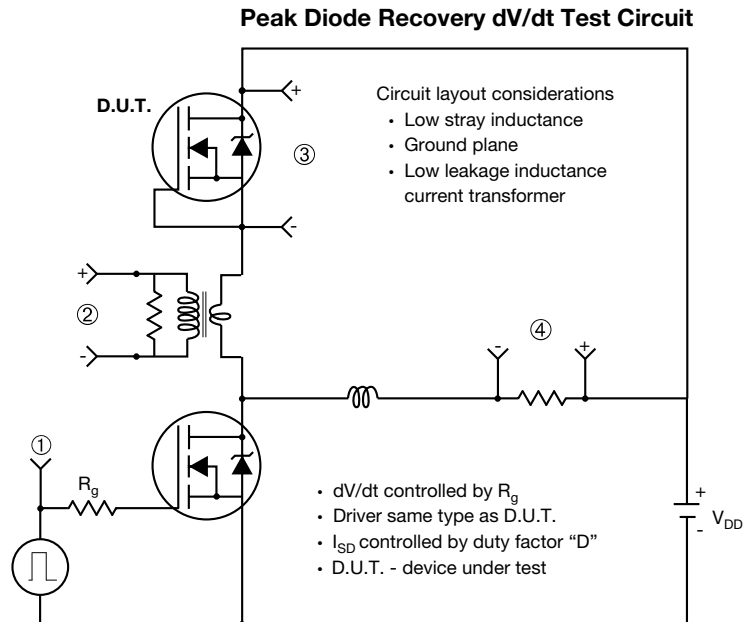 Peak Diode Recovery dV/dt Test Circuit
D.U.T.
+
Circuit layout considerations
• Low stray inductance
• Ground plane
• Low leakage inductance
current transformer
③
-
+
②
-
④
-
+
①
Rg
• dV/dt controlled by Rg
• Driver same type as D.U.T.
• ISD controlled by duty factor “D”
• D.U.T. - device under test
+
-
VDD